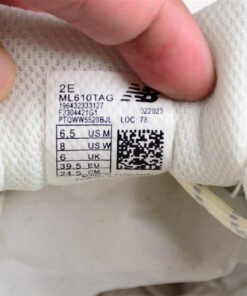 2E
ML610TAG
196432333127
F2304421G1 022023
PTQWW5520BJL LOC: 78
6.5 US M
8 US W
6 UK
39.5 EU
24.5 CM